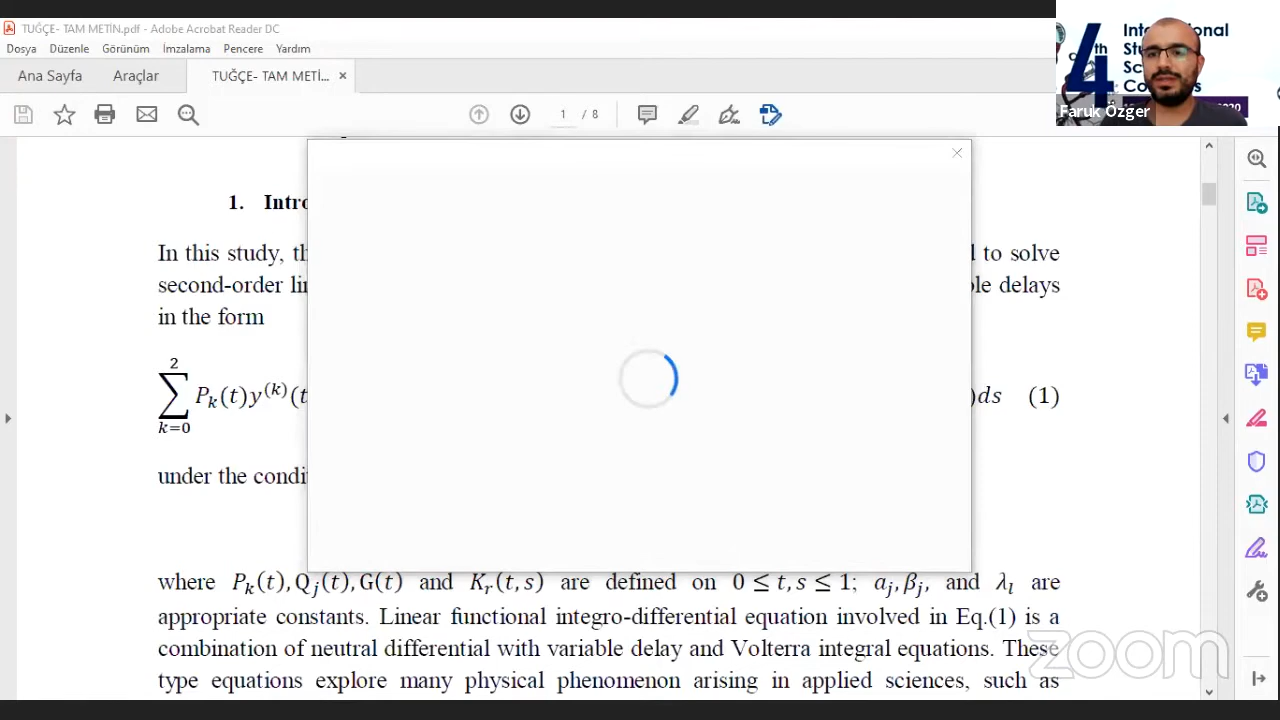 TUĞÇE- TAM METİN.pdf - Adobe Acrobat Reader DC
Dosya Düzenle Görünüm İmzalama Pencere Yardım
Ana Sayfa Araçlar TUĞÇE- TAM METİ... ×
1 / 8
4
th
Faruk Özger
1. Intro
In this study, th
d to solve
second-order lin
ble delays
in the form
2
∑ P_k(t)y^(k)(t
)ds (1)
k=0
under the condi
where P_k(t), Q_j(t), G(t) and K_r(t, s) are defined on 0 ≤ t, s ≤ 1; a_j, β_j, and λ_l are
appropriate constants. Linear functional integro-differential equation involved in Eq.(1) is a
combination of neutral differential with variable delay and Volterra integral equations. These
type equations explore many physical phenomenon arising in applied sciences, such as
zoom